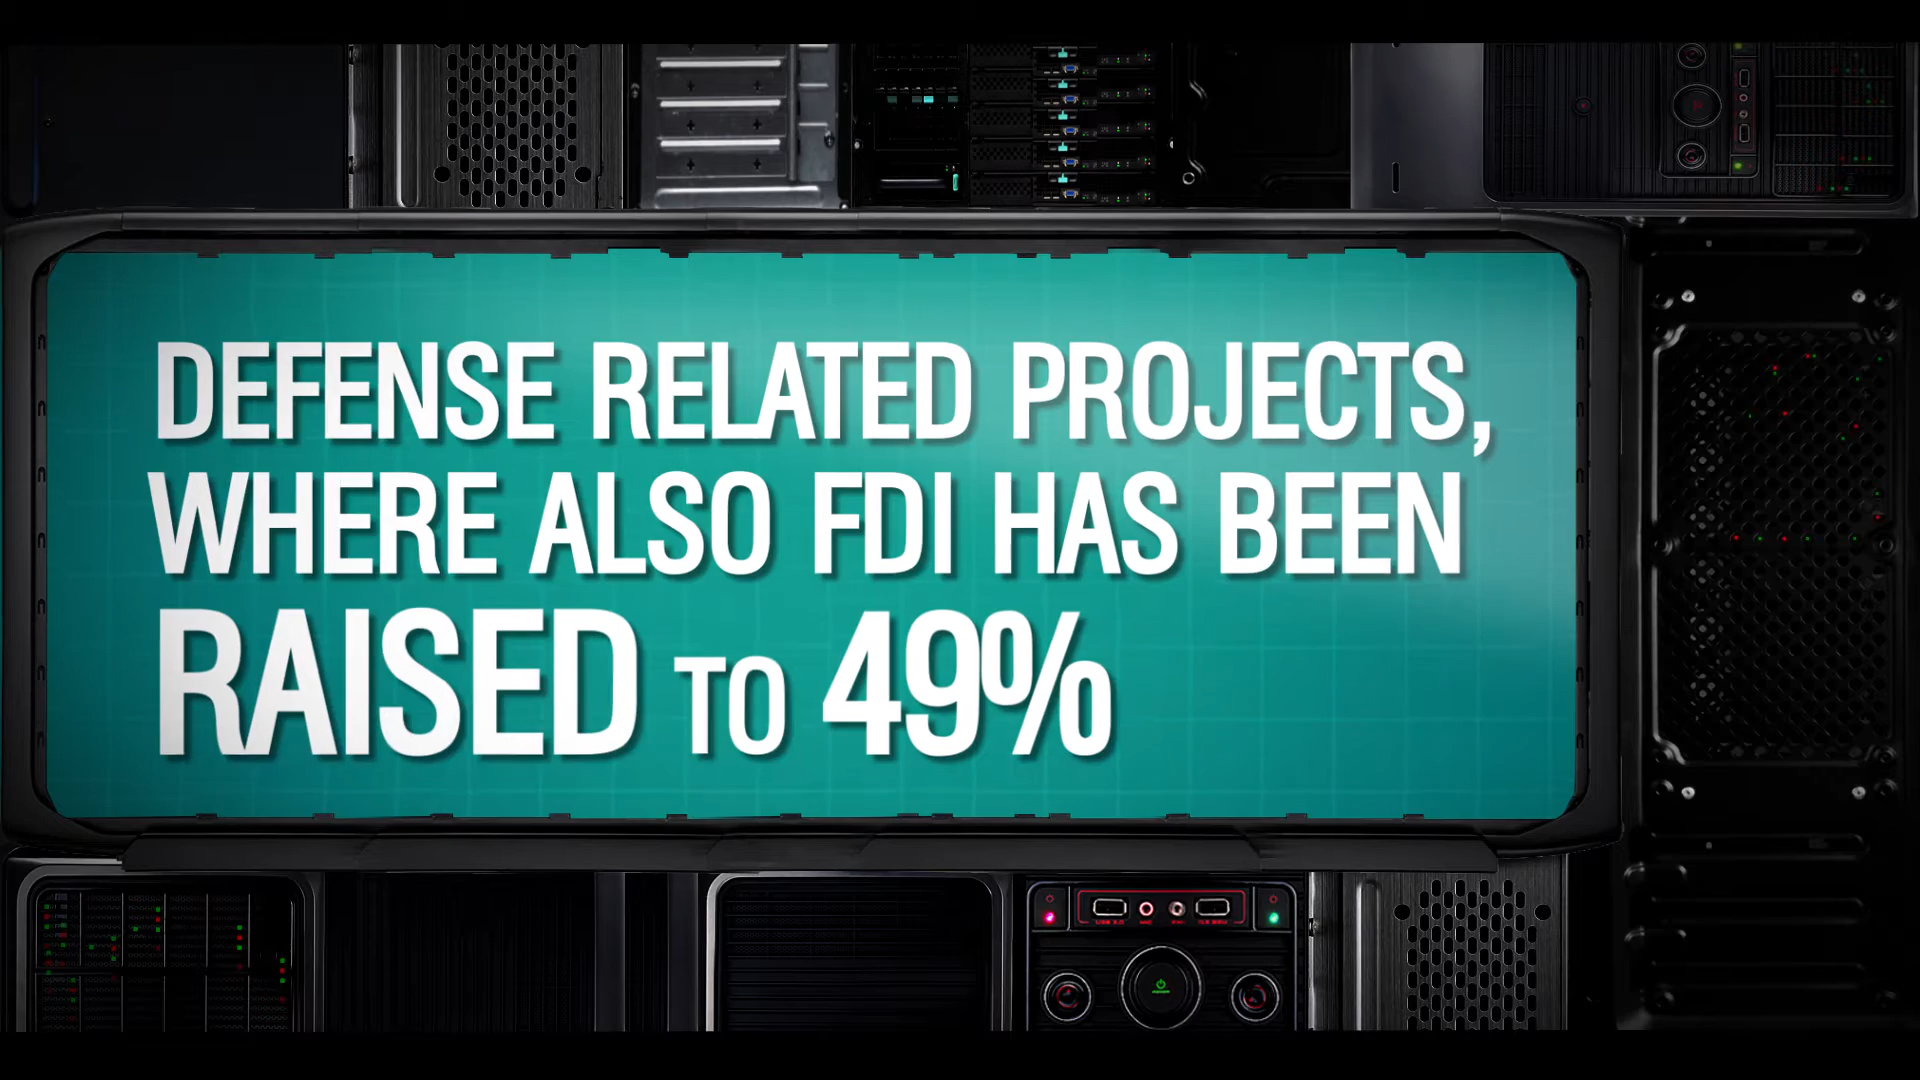 DEFENSE RELATED PROJECTS,
WHERE ALSO FDI HAS BEEN
RAISED TO 49%